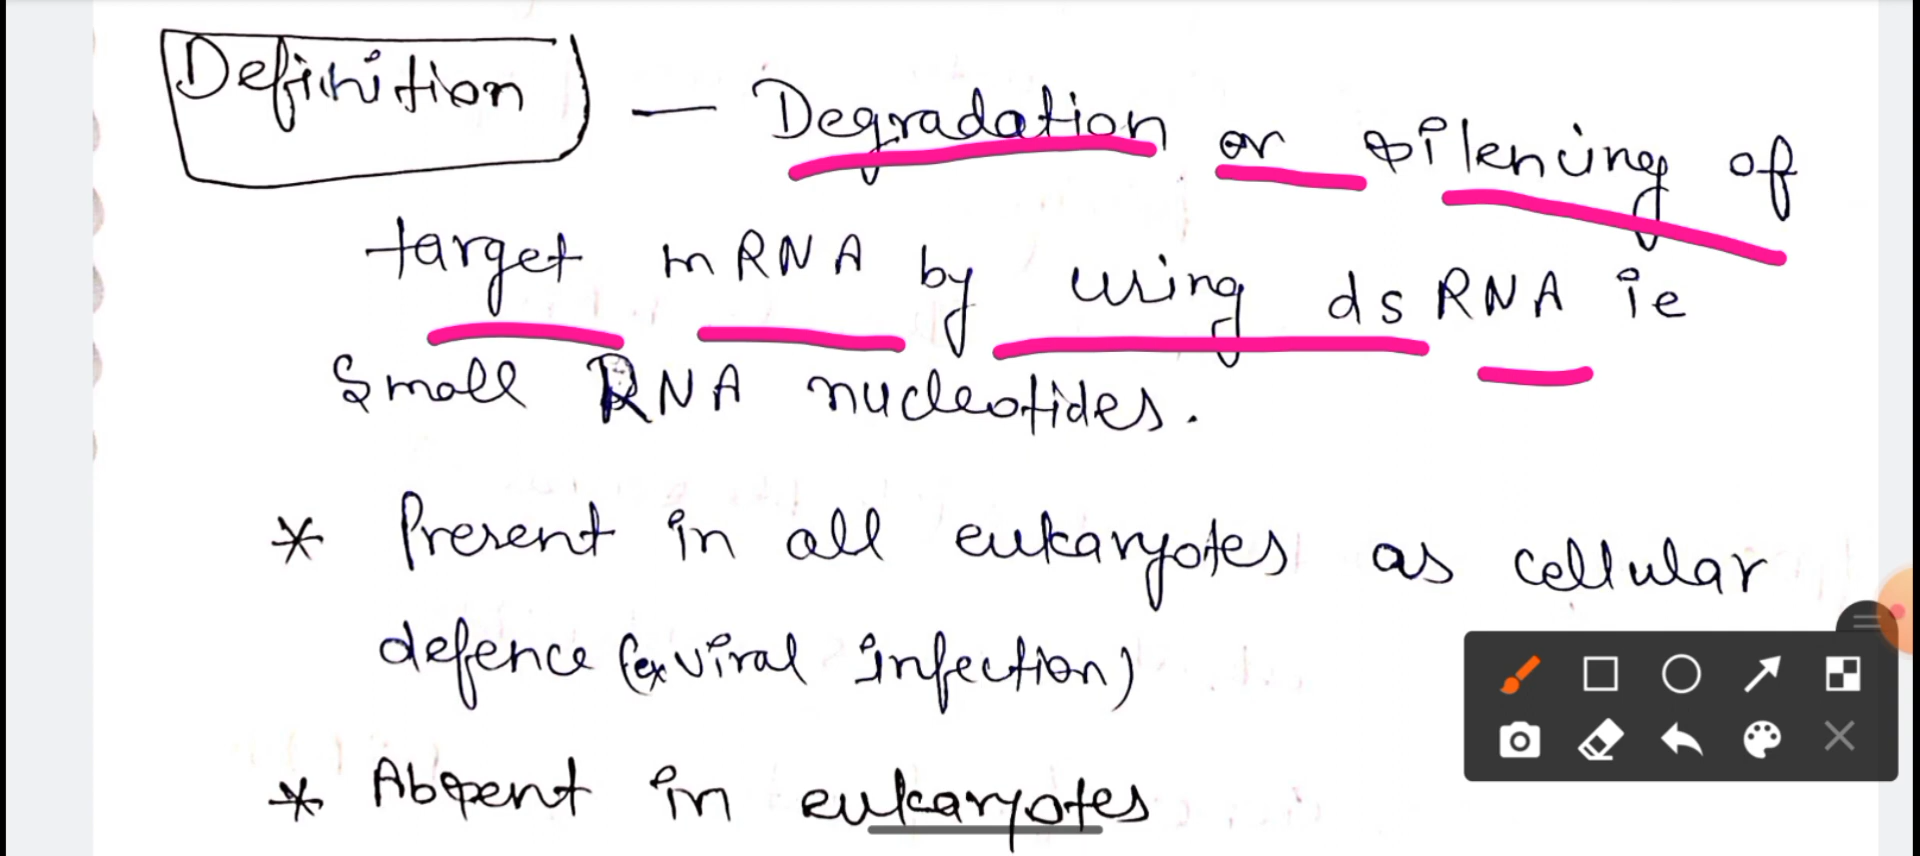 Definition — Degradation or silencing of
target mRNA by using dsRNA ie
Small RNA nucleotides.
* Present in all eukaryotes as cellular
defence (ex viral infection)
* Absent in eukaryotes